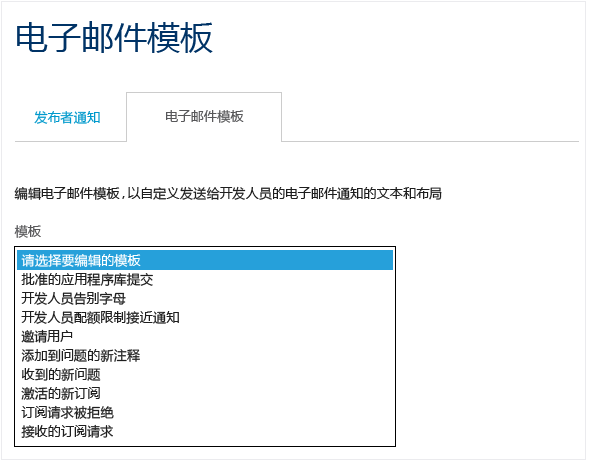 电子邮件模板
发布者通知
电子邮件模板
编辑电子邮件模板,以自定义发送给开发人员的电子邮件通知的文本和布局
模板
请选择要编辑的模板
批准的应用程序库提交
开发人员告别字母
开发人员配额限制接近通知
邀请用户
添加到问题的新注释
收到的新问题
激活的新订阅
订阅请求被拒绝
接收的订阅请求